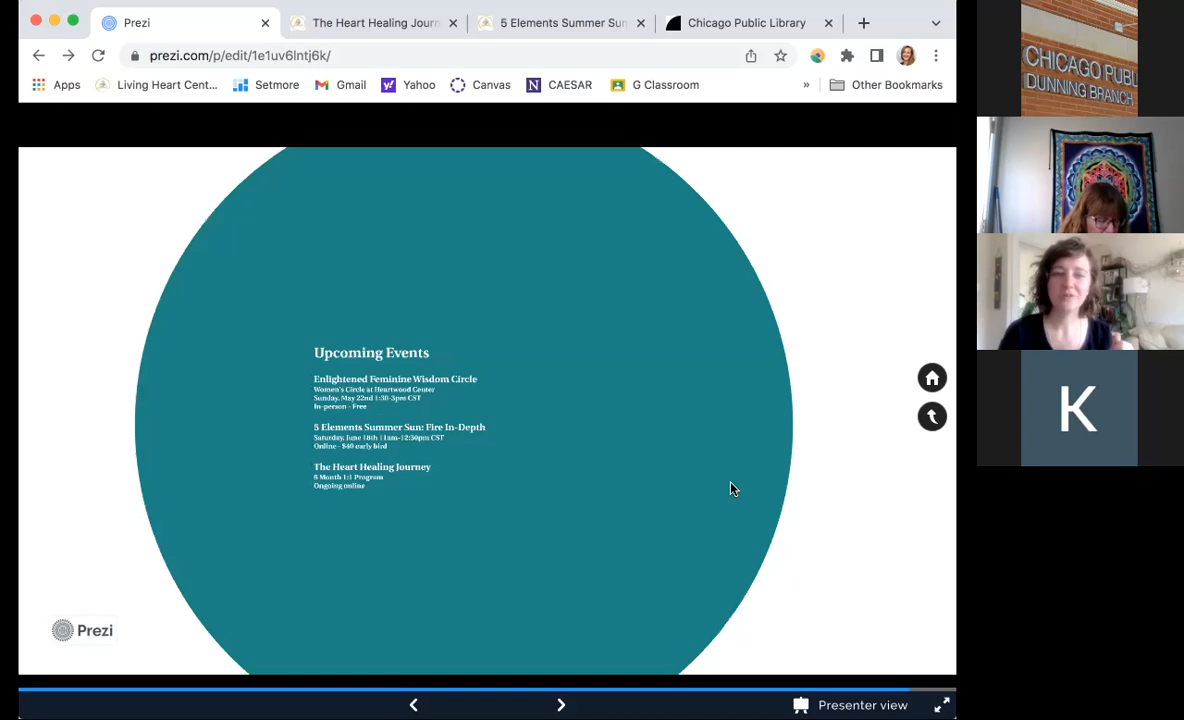 Prezi
The Heart Healing Journ
5 Elements Summer Sun
Chicago Public Library
prezi.com/p/edit/1e1uv6lntj6k/
Apps
Living Heart Cent...
Setmore
Gmail
Yahoo
Canvas
CAESAR
G Classroom
»
Other Bookmarks
CHICAGO PUBL
DUNNING BRANCH
Upcoming Events
Enlightened Feminine Wisdom Circle
Women's Circle at Heartwood Center
Sunday, May 22nd 1:30-3pm CST
In-person - Free
5 Elements Summer Sun: Fire In-Depth
Saturday, June 18th 11am-12:30pm CST
Online - $40 early bird
The Heart Healing Journey
6 Month 1:1 Program
Ongoing online
K
Prezi
Presenter view